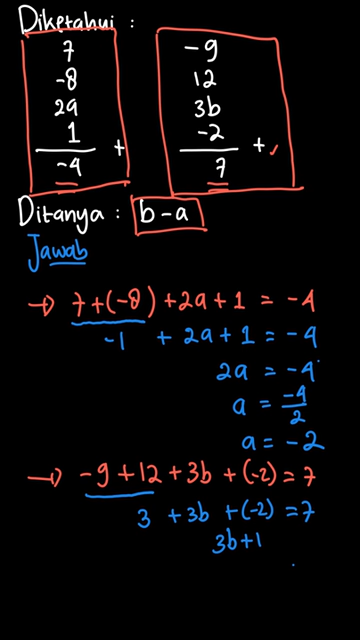 Diketahui :
7
-8
2a
1 +
-4
-9
12
3b
-2 +
7
Ditanya : b - a
Jawab
→ 7 + (-8) + 2a + 1 = -4
-1 + 2a + 1 = -4
2a = -4
a = -4/2
a = -2
→ -9 + 12 + 3b + (-2) = 7
3 + 3b + (-2) = 7
3b + 1